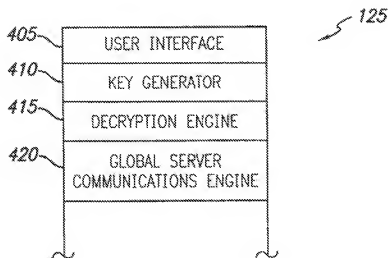 125
405
USER INTERFACE
410
KEY GENERATOR
415
DECRYPTION ENGINE
420
GLOBAL SERVER
COMMUNICATIONS ENGINE